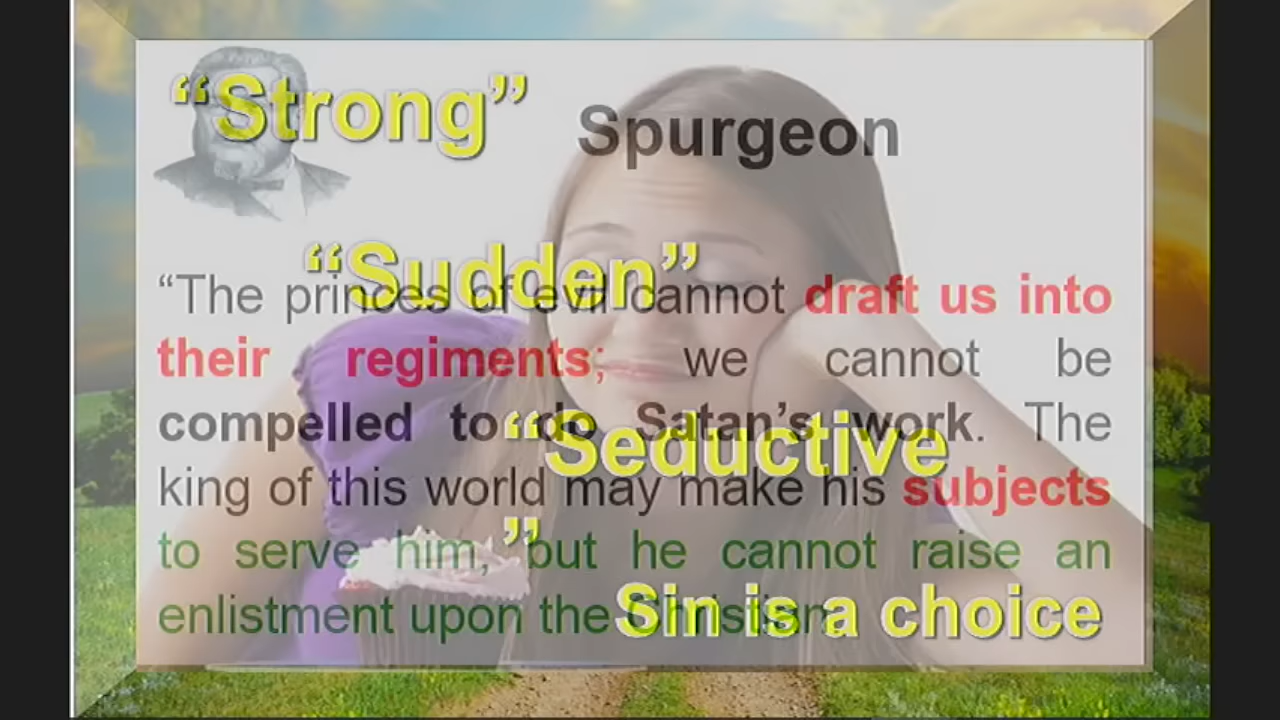 “Strong”
Spurgeon
“Sudden”
“The princes of evil cannot draft us into
their regiments; we cannot be
compelled to do Satan’s work. The
“Seductive
king of this world may make his subjects
”
to serve him, but he cannot raise an
enlistment upon the Christian.
Sin is a choice